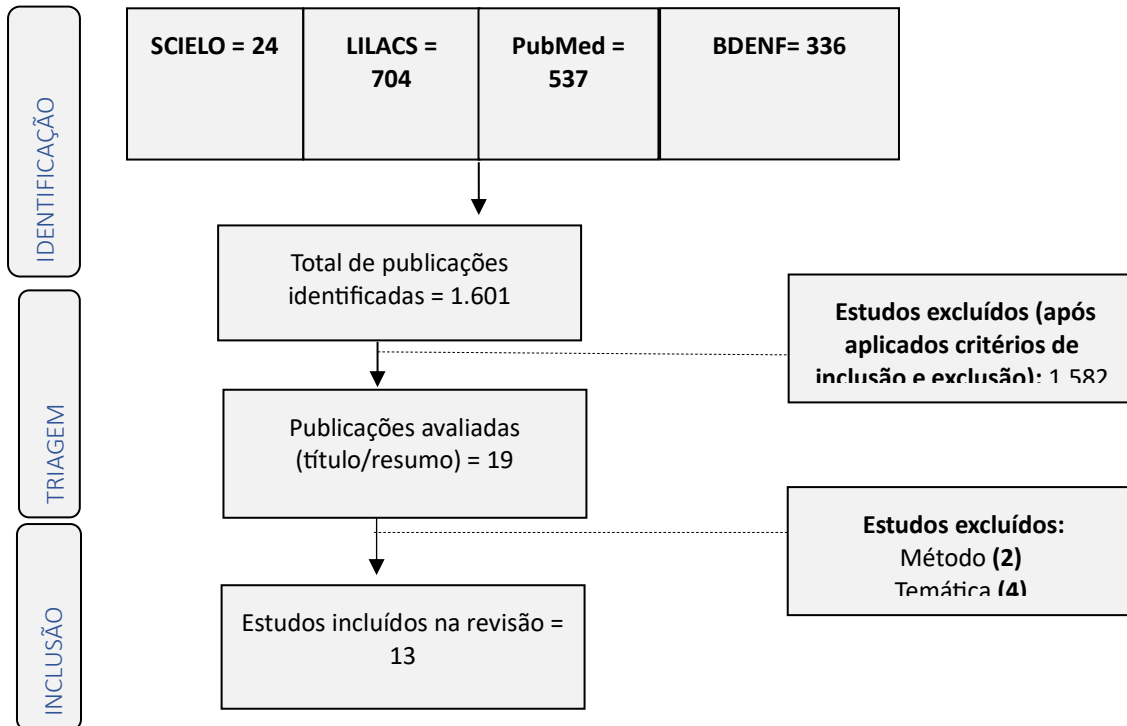 SCIELO = 24
LILACS =
704
PubMed =
537
BDENF= 336
IDENTIFICAÇÃO
Total de publicações
identificadas = 1.601
Estudos excluídos (após
aplicados critérios de
inclusão e exclusão): 1.582
TRIAGEM
Publicações avaliadas
(título/resumo) = 19
Estudos excluídos:
Método (2)
Temática (4)
INCLUSÃO
Estudos incluídos na revisão =
13